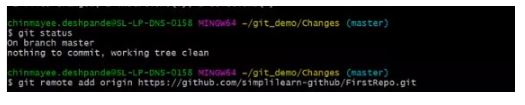 chinmayee.deshpande@SL-LP-DNS-0158 MINGW64 ~/git_demo/Changes (master)
$ git status
On branch master
nothing to commit, working tree clean
chinmayee.deshpande@SL-LP-DNS-0158 MINGW64 ~/git_demo/Changes (master)
$ git remote add origin https://github.com/simplilearn-github/FirstRepo.git